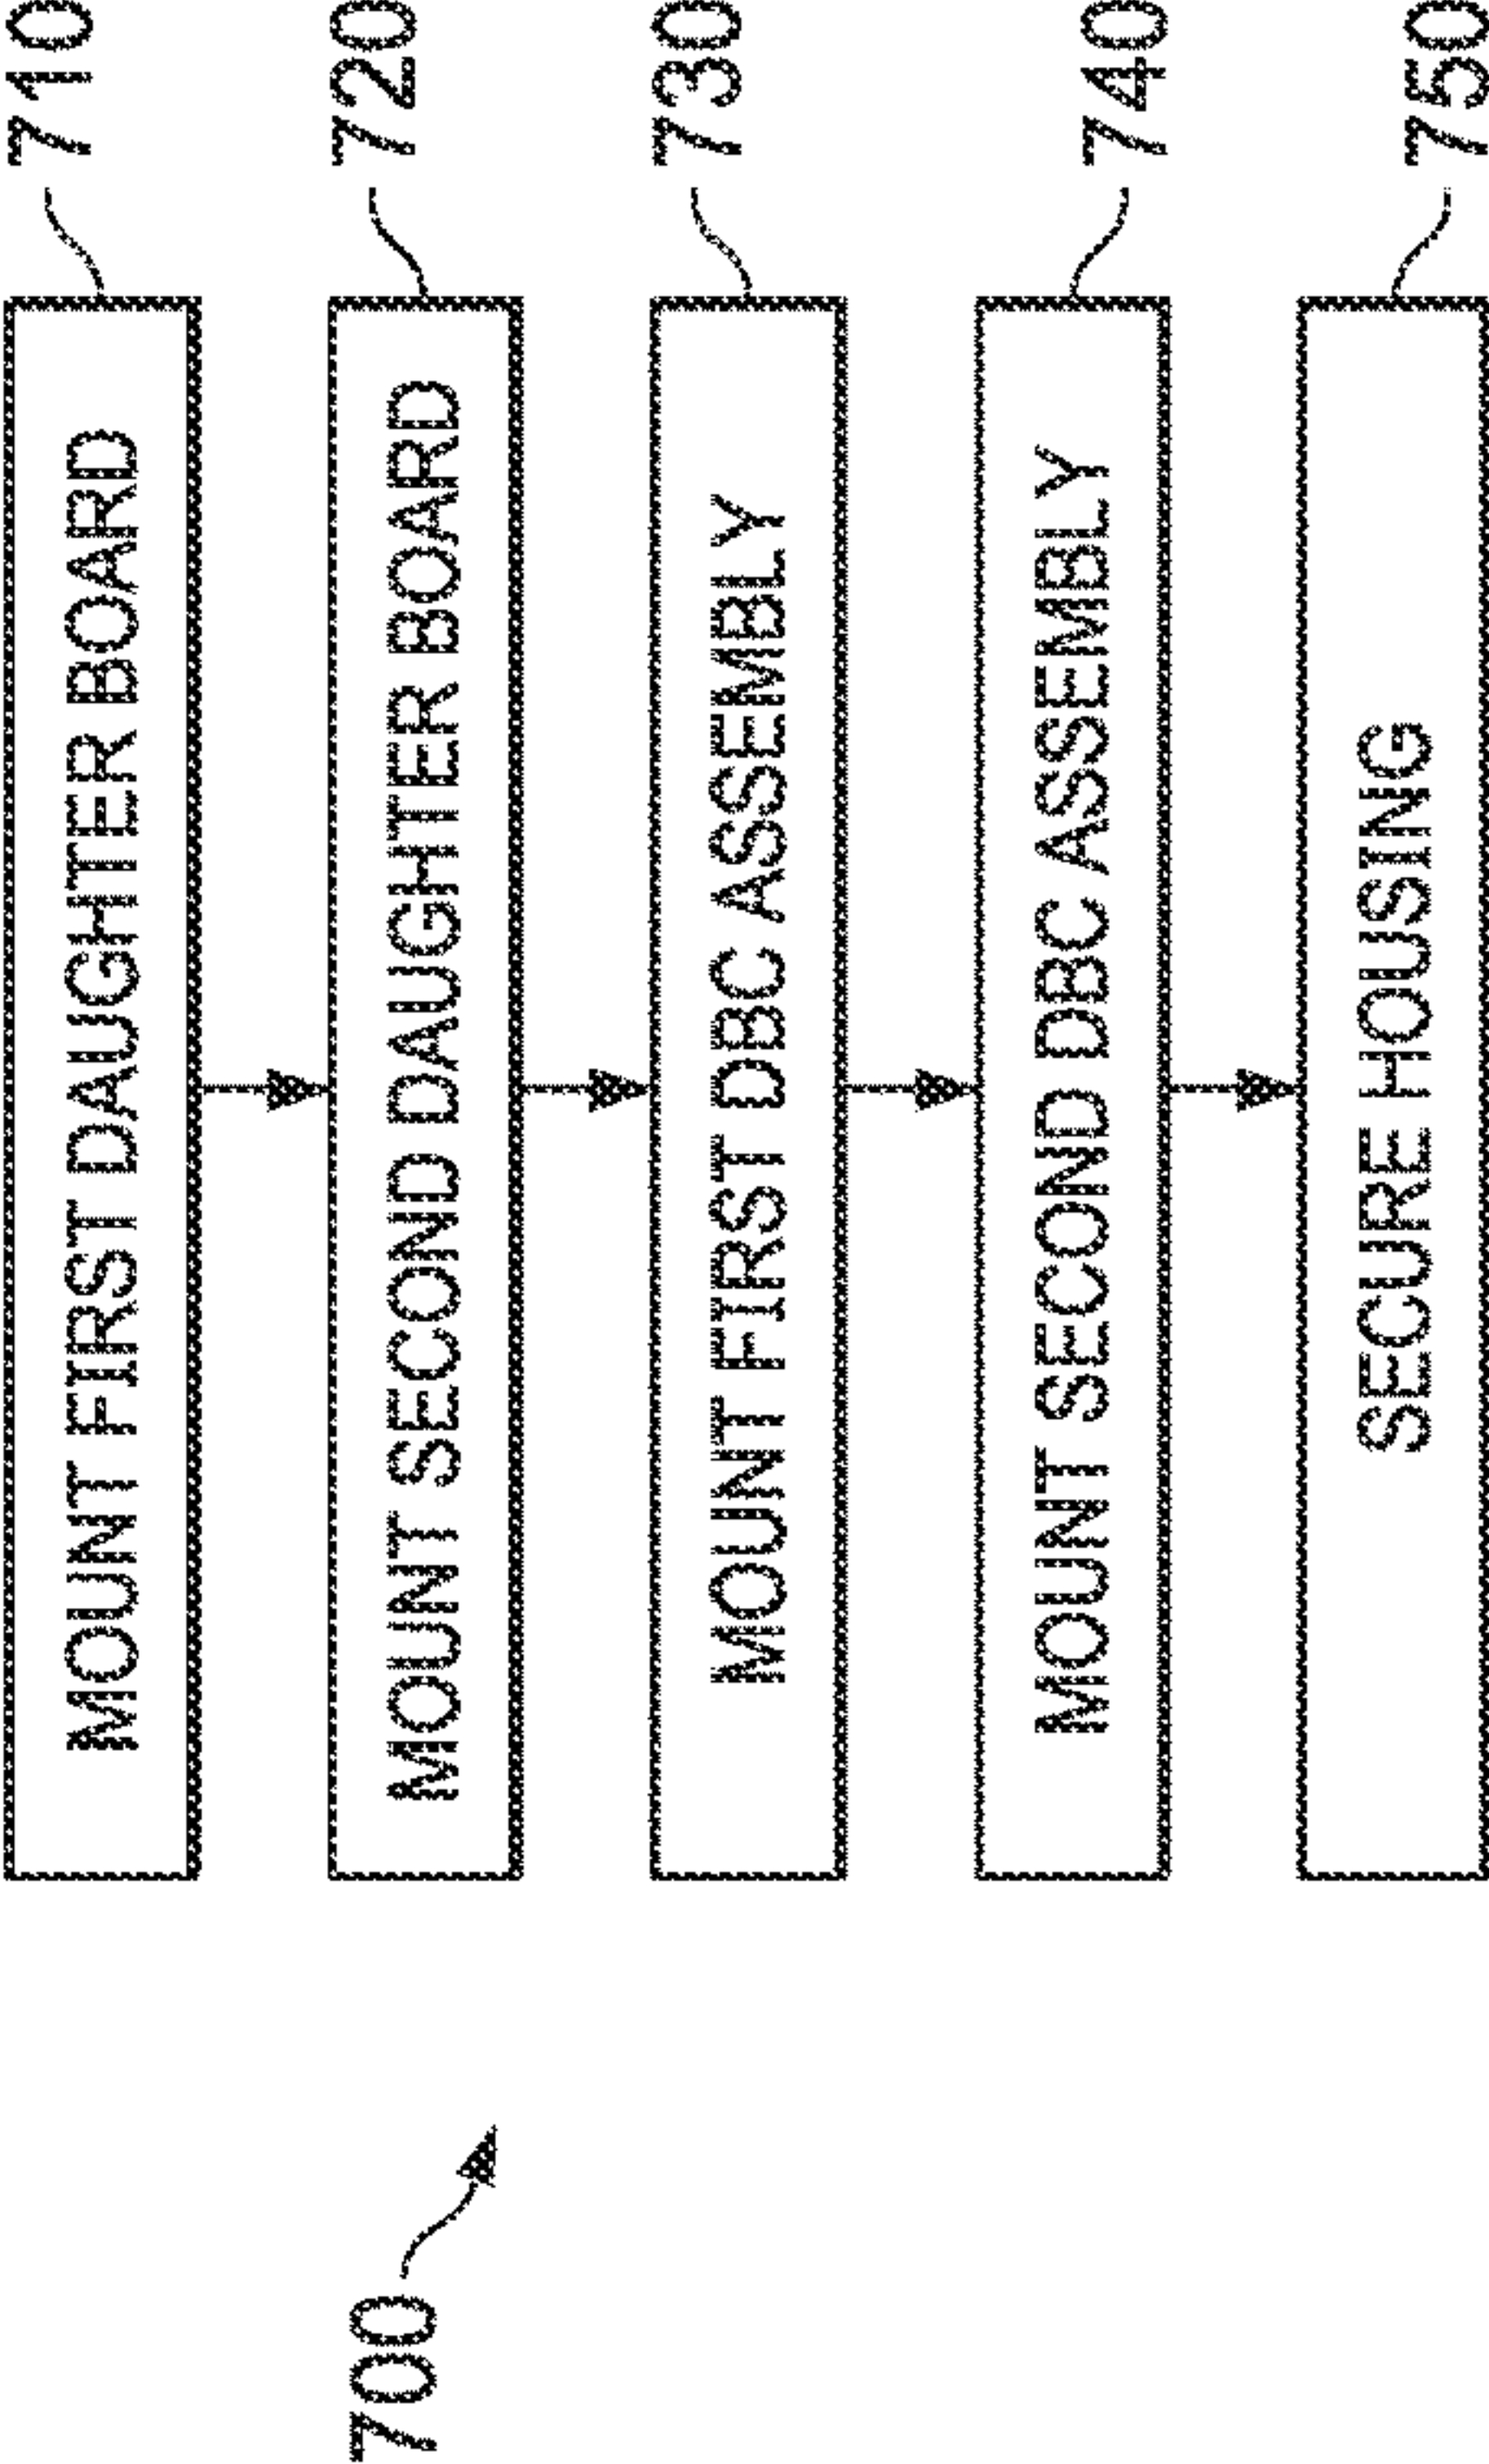 700
MOUNT FIRST DAUGHTER BOARD 710
MOUNT SECOND DAUGHTER BOARD 720
MOUNT FIRST DBC ASSEMBLY 730
MOUNT SECOND DBC ASSEMBLY 740
SECURE HOUSING 750